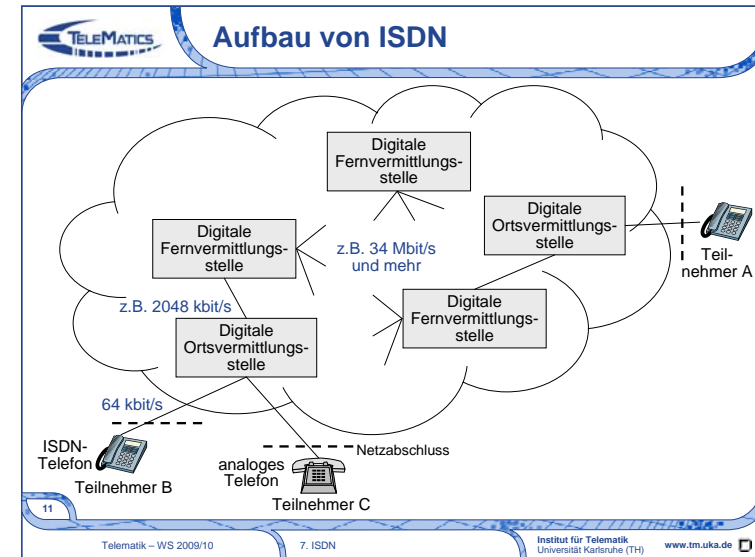 TELEMATICS
Aufbau von ISDN
Digitale
Fernvermittlungs-
stelle
Digitale
Ortsvermittlungs-
stelle
Teil-
nehmer A
Digitale
Fernvermittlungs-
stelle
z.B. 34 Mbit/s
und mehr
Digitale
Fernvermittlungs-
stelle
z.B. 2048 kbit/s
Digitale
Ortsvermittlungs-
stelle
64 kbit/s
ISDN-
Telefon
Teilnehmer B
analoges
Telefon
Netzabschluss
Teilnehmer C
11
Telematik – WS 2009/10
7. ISDN
Institut für Telematik
Universität Karlsruhe (TH)
www.tm.uka.de